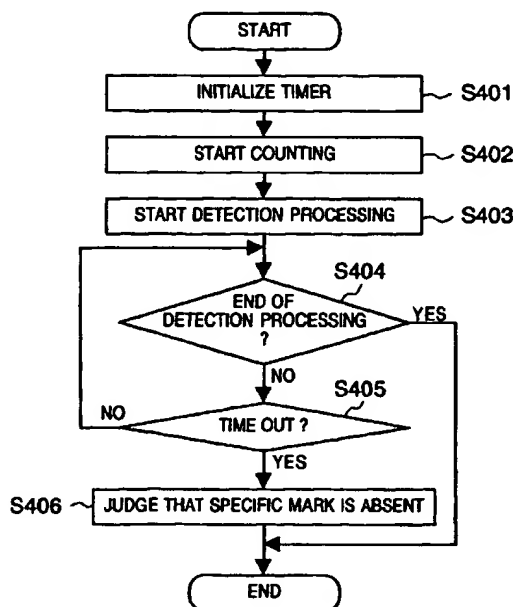 START
INITIALIZE TIMER
S401
START COUNTING
S402
START DETECTION PROCESSING
S403
S404
END OF
DETECTION PROCESSING
?
YES
NO
S405
NO
TIME OUT ?
YES
S406
JUDGE THAT SPECIFIC MARK IS ABSENT
END